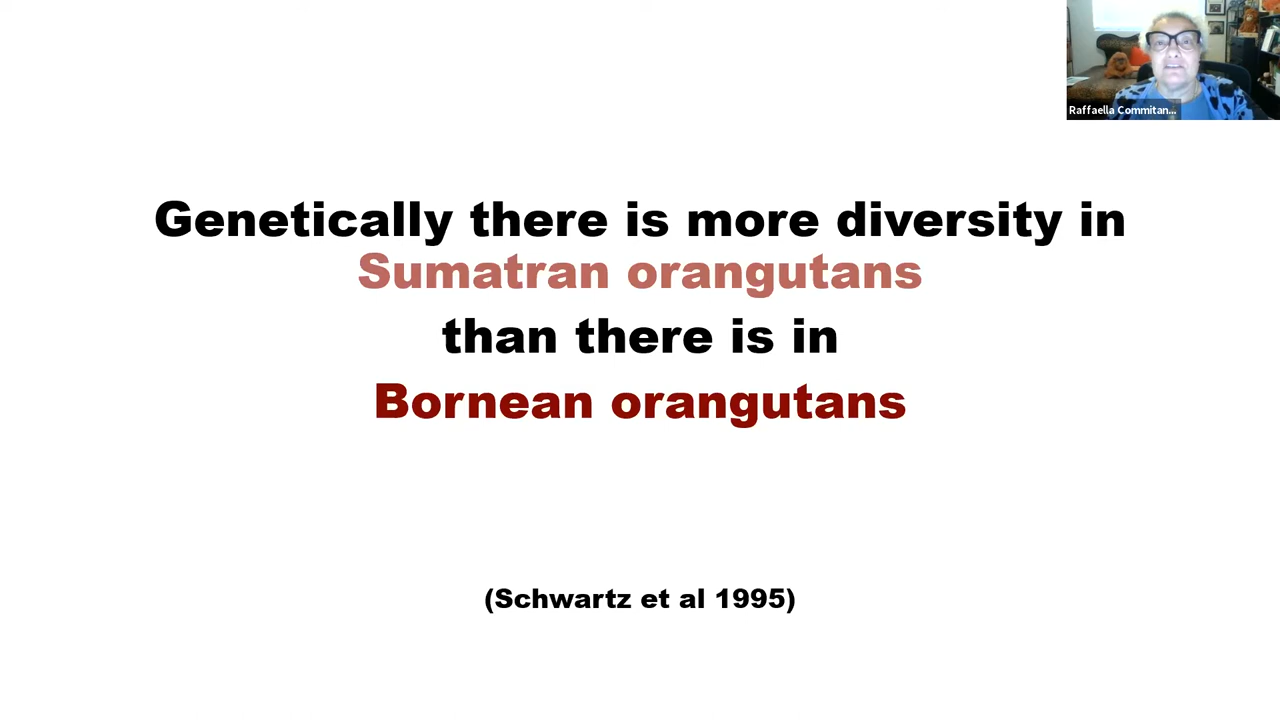 Raffaella Commitan...
Genetically there is more diversity in
Sumatran orangutans
than there is in
Bornean orangutans
(Schwartz et al 1995)